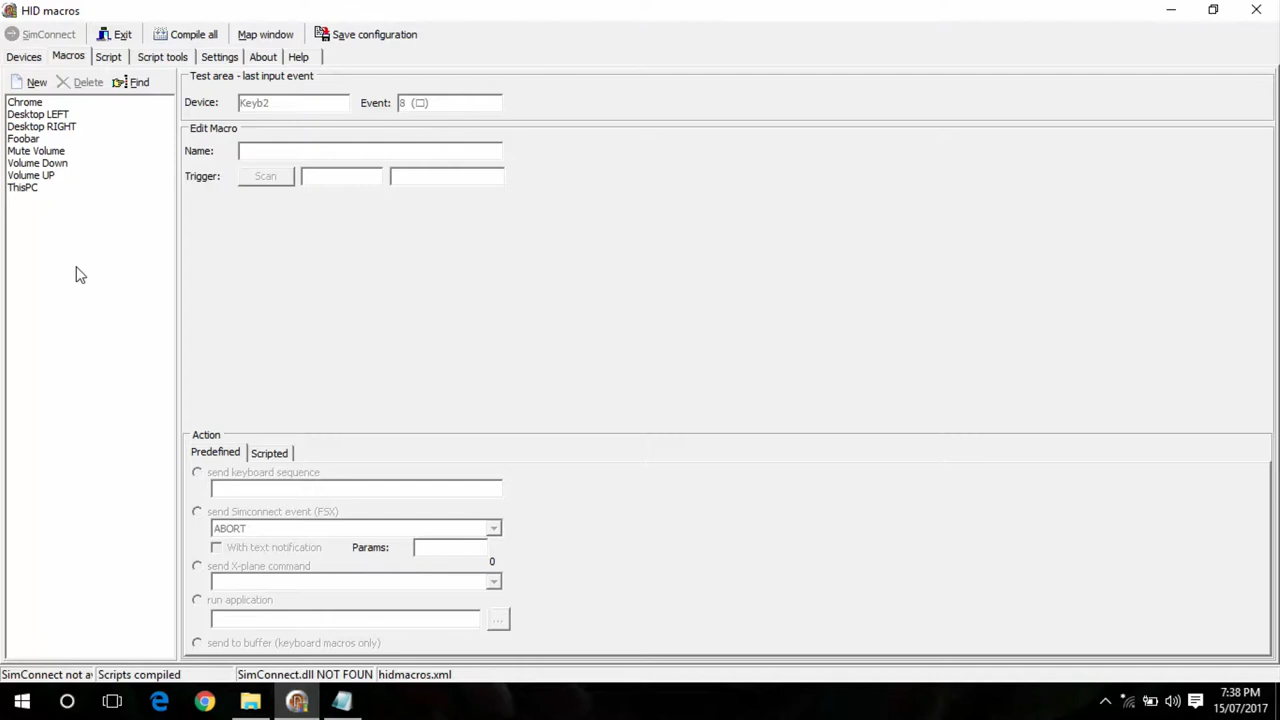 HID macros
SimConnect Exit Compile all Map window Save configuration
Devices Macros Script Script tools Settings About Help
New Delete Find
Chrome
Desktop LEFT
Desktop RIGHT
Foobar
Mute Volume
Volume Down
Volume UP
ThisPC
Test area - last input event
Device: Keyb2 Event: 8 (□)
Edit Macro
Name:
Trigger: Scan
Action
Predefined Scripted
send keyboard sequence
send Simconnect event (FSX)
ABORT
With text notification Params:
0
send X-plane command
run application
...
send to buffer (keyboard macros only)
SimConnect not a Scripts compiled SimConnect.dll NOT FOUN hidmacros.xml
7:38 PM
15/07/2017